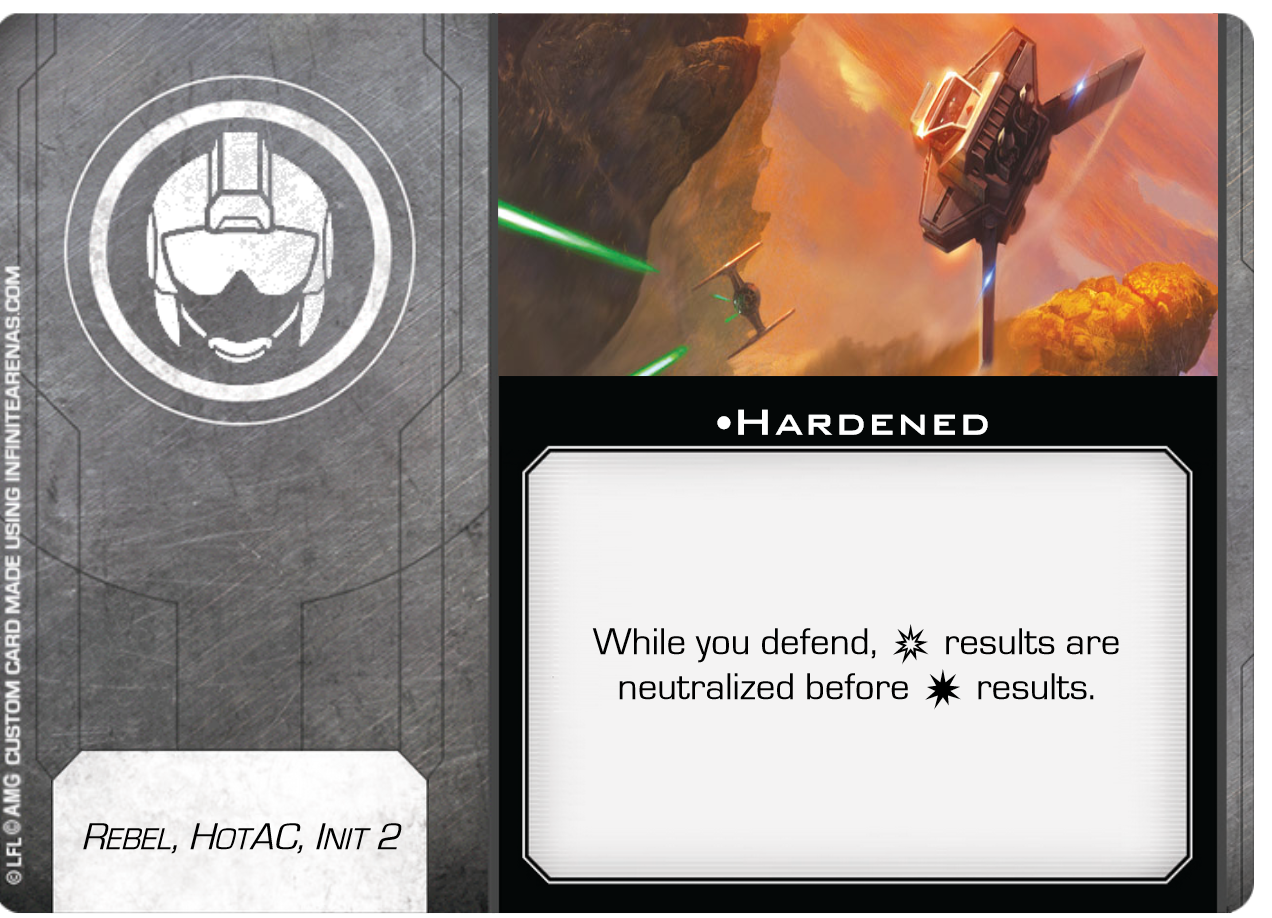 •Hardened
While you defend, results are
neutralized before results.
Rebel, HotAC, Init 2
©LFL ©AMG CUSTOM CARD MADE USING INFINITEARENAS.COM